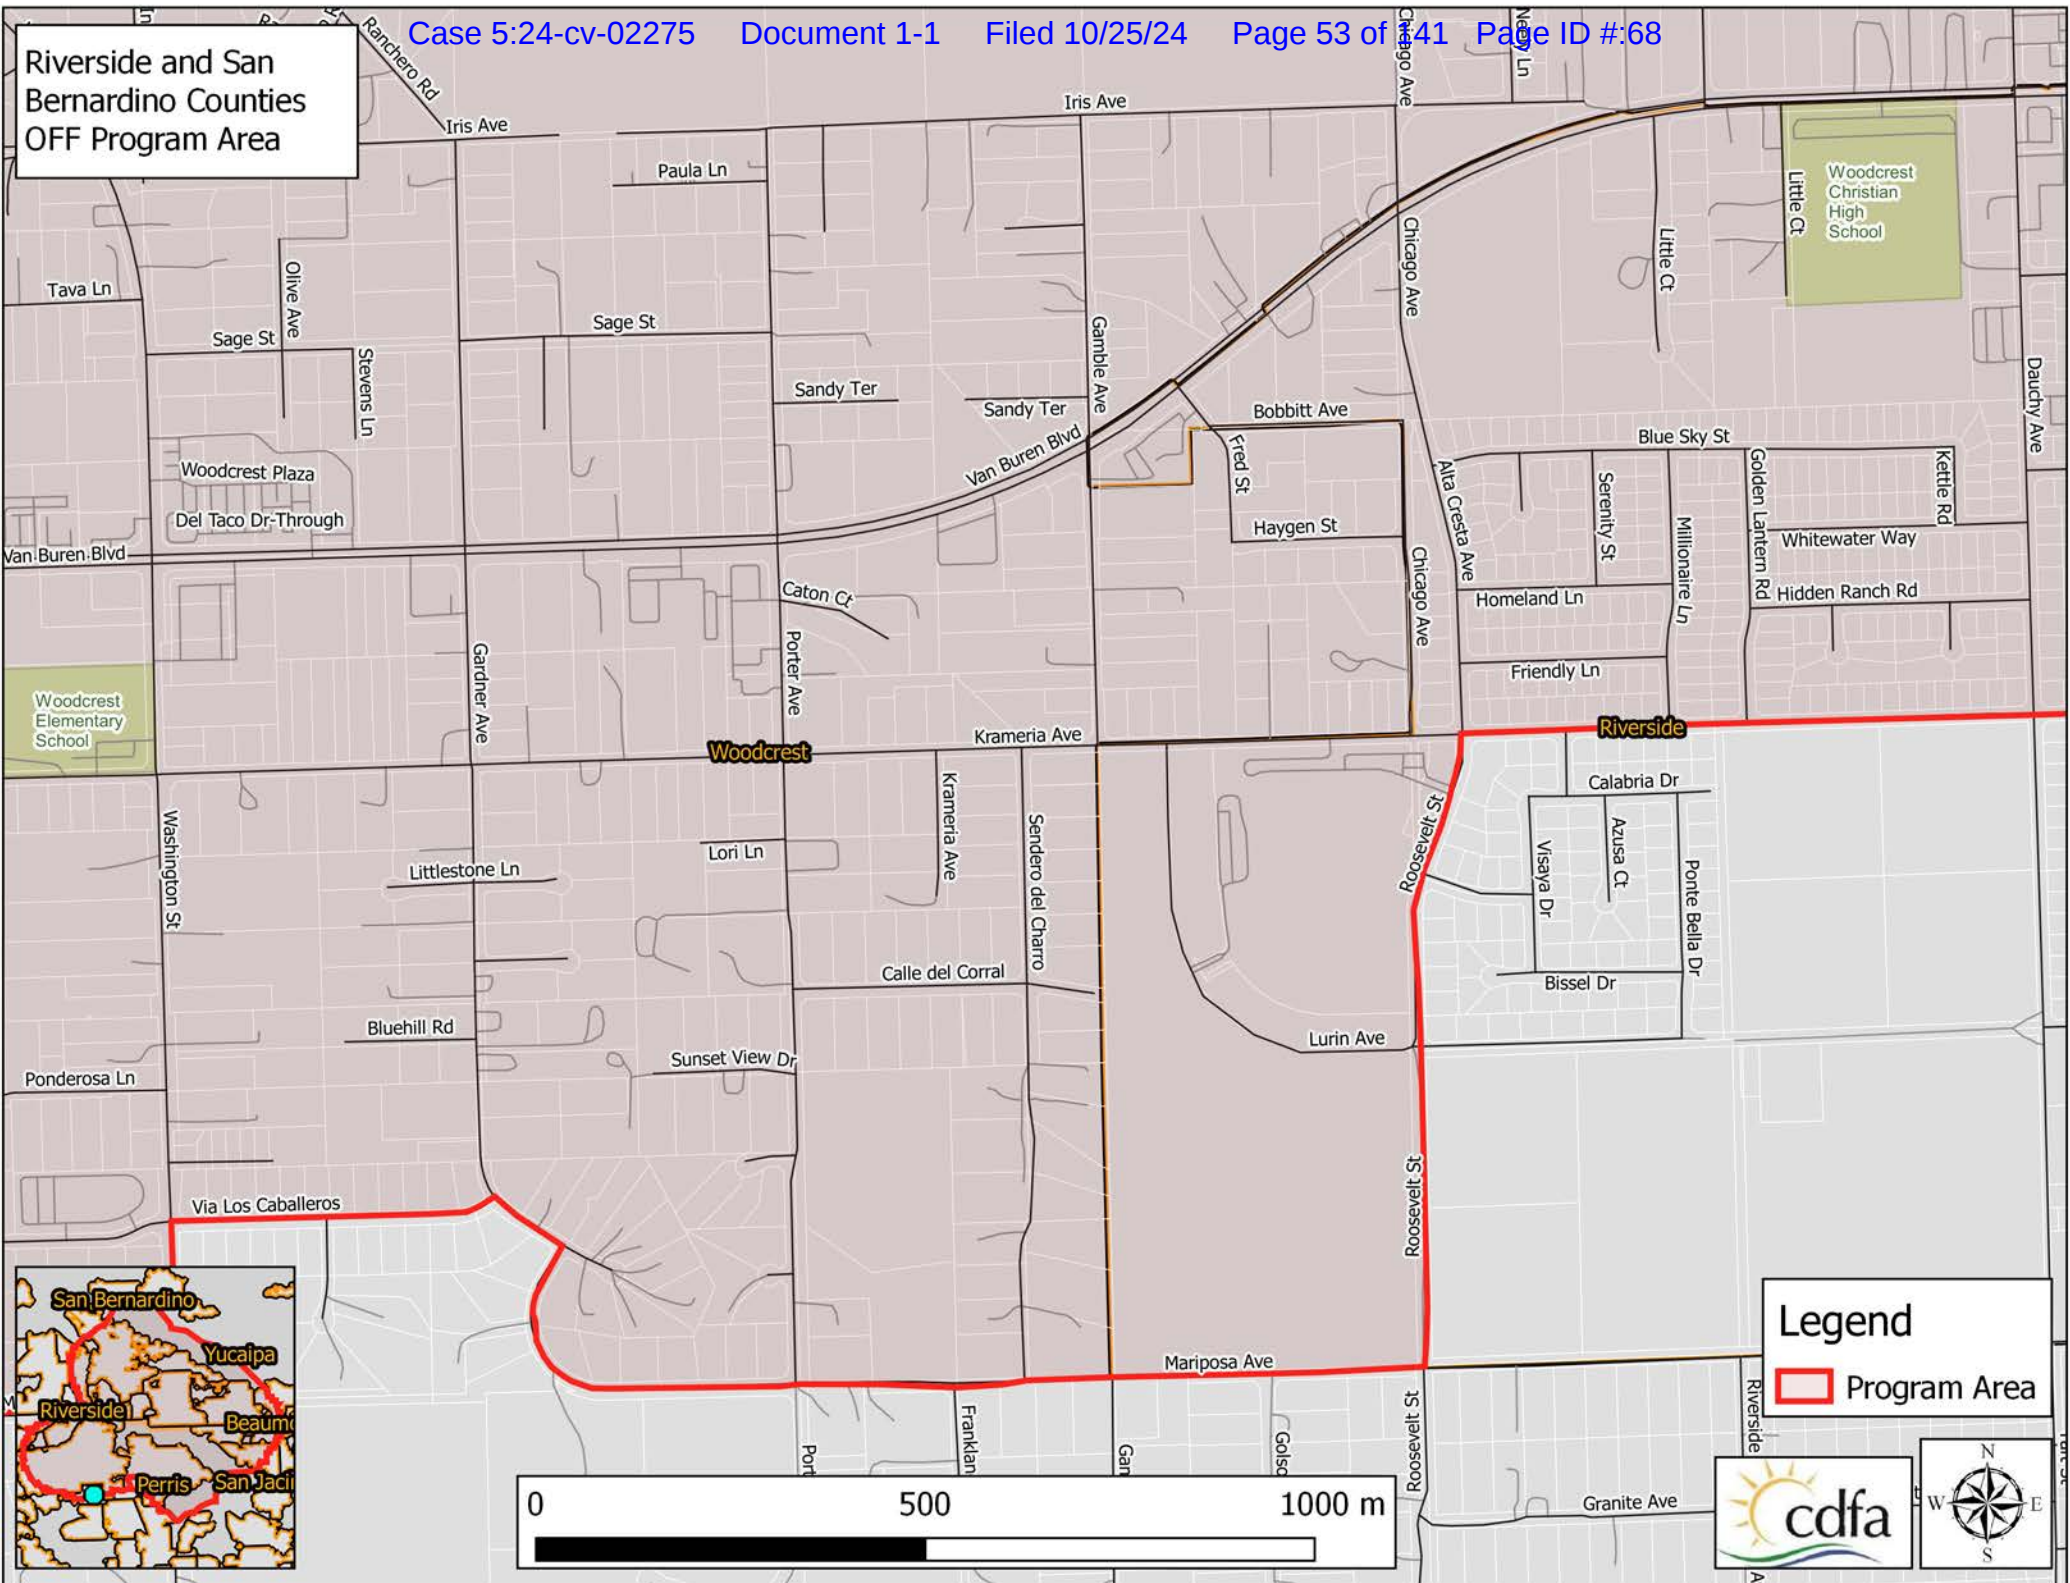 Case 5:24-cv-02275 Document 1-1 Filed 10/25/24 Page 53 of 141 Page ID #:68
Riverside and San
Bernardino Counties
OFF Program Area
Ranchero Rd
Iris Ave
Iris Ave
Chicago Ave
Newy Ln
Paula Ln
Little Ct
Woodcrest
Christian
High
School
Little Ct
Chicago Ave
Tava Ln
Olive Ave
Sage St
Sage St
Stevens Ln
Gamble Ave
Dauchy Ave
Sandy Ter
Sandy Ter
Bobbitt Ave
Van Buren Blvd
Fred St
Blue Sky St
Alta Cresta Ave
Serenity St
Golden Lantern Rd
Kettle Rd
Millionaire Ln
Woodcrest Plaza
Del Taco Dr-Through
Haygen St
Whitewater Way
Van Buren Blvd
Chicago Ave
Caton Ct
Homeland Ln
Hidden Ranch Rd
Gardner Ave
Porter Ave
Friendly Ln
Woodcrest
Elementary
School
Krameria Ave
Woodcrest
Riverside
Calabria Dr
Krameria Ave
Sendero del Charro
Roosevelt St
Washington St
Lori Ln
Littlestone Ln
Visaya Dr
Azusa Ct
Ponte Bella Dr
Calle del Corral
Bissel Dr
Bluehill Rd
Lurin Ave
Sunset View Dr
Ponderosa Ln
Via Los Caballeros
Roosevelt St
Mariposa Ave
San Bernardino
Yucaipa
Riverside
Beaumo
Perris
San Jacin
Legend
Program Area
Port
Franklan
Gan
Golsc
Roosevelt St
Riverside
A
Granite Ave
0 500 1000 m
cdfa
N
W E
S